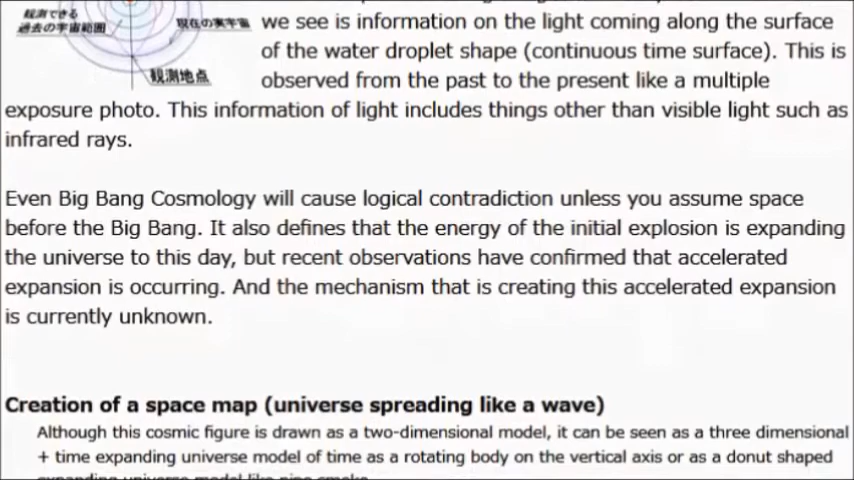 観測できる
過去の宇宙範囲
現在の実宇宙
観測地点
we see is information on the light coming along the surface
of the water droplet shape (continuous time surface). This is
observed from the past to the present like a multiple
exposure photo. This information of light includes things other than visible light such as
infrared rays.
Even Big Bang Cosmology will cause logical contradiction unless you assume space
before the Big Bang. It also defines that the energy of the initial explosion is expanding
the universe to this day, but recent observations have confirmed that accelerated
expansion is occurring. And the mechanism that is creating this accelerated expansion
is currently unknown.
Creation of a space map (universe spreading like a wave)
Although this cosmic figure is drawn as a two-dimensional model, it can be seen as a three dimensional
+ time expanding universe model of time as a rotating body on the vertical axis or as a donut shaped
expanding universe model like pipe smoke.